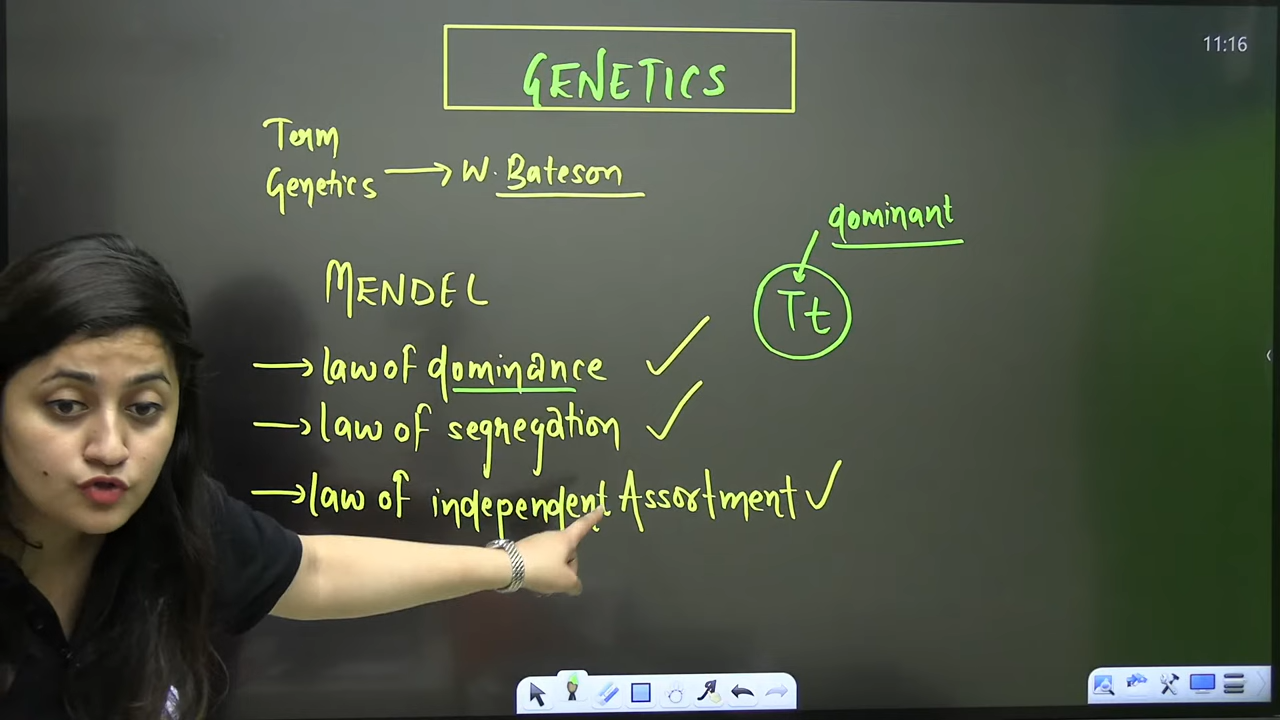 GENETICS
11:16
Term
Genetics → W. Bateson
dominant
MENDEL
Tt
→ law of dominance ✓
→ law of segregation ✓
→ law of independent Assortment ✓